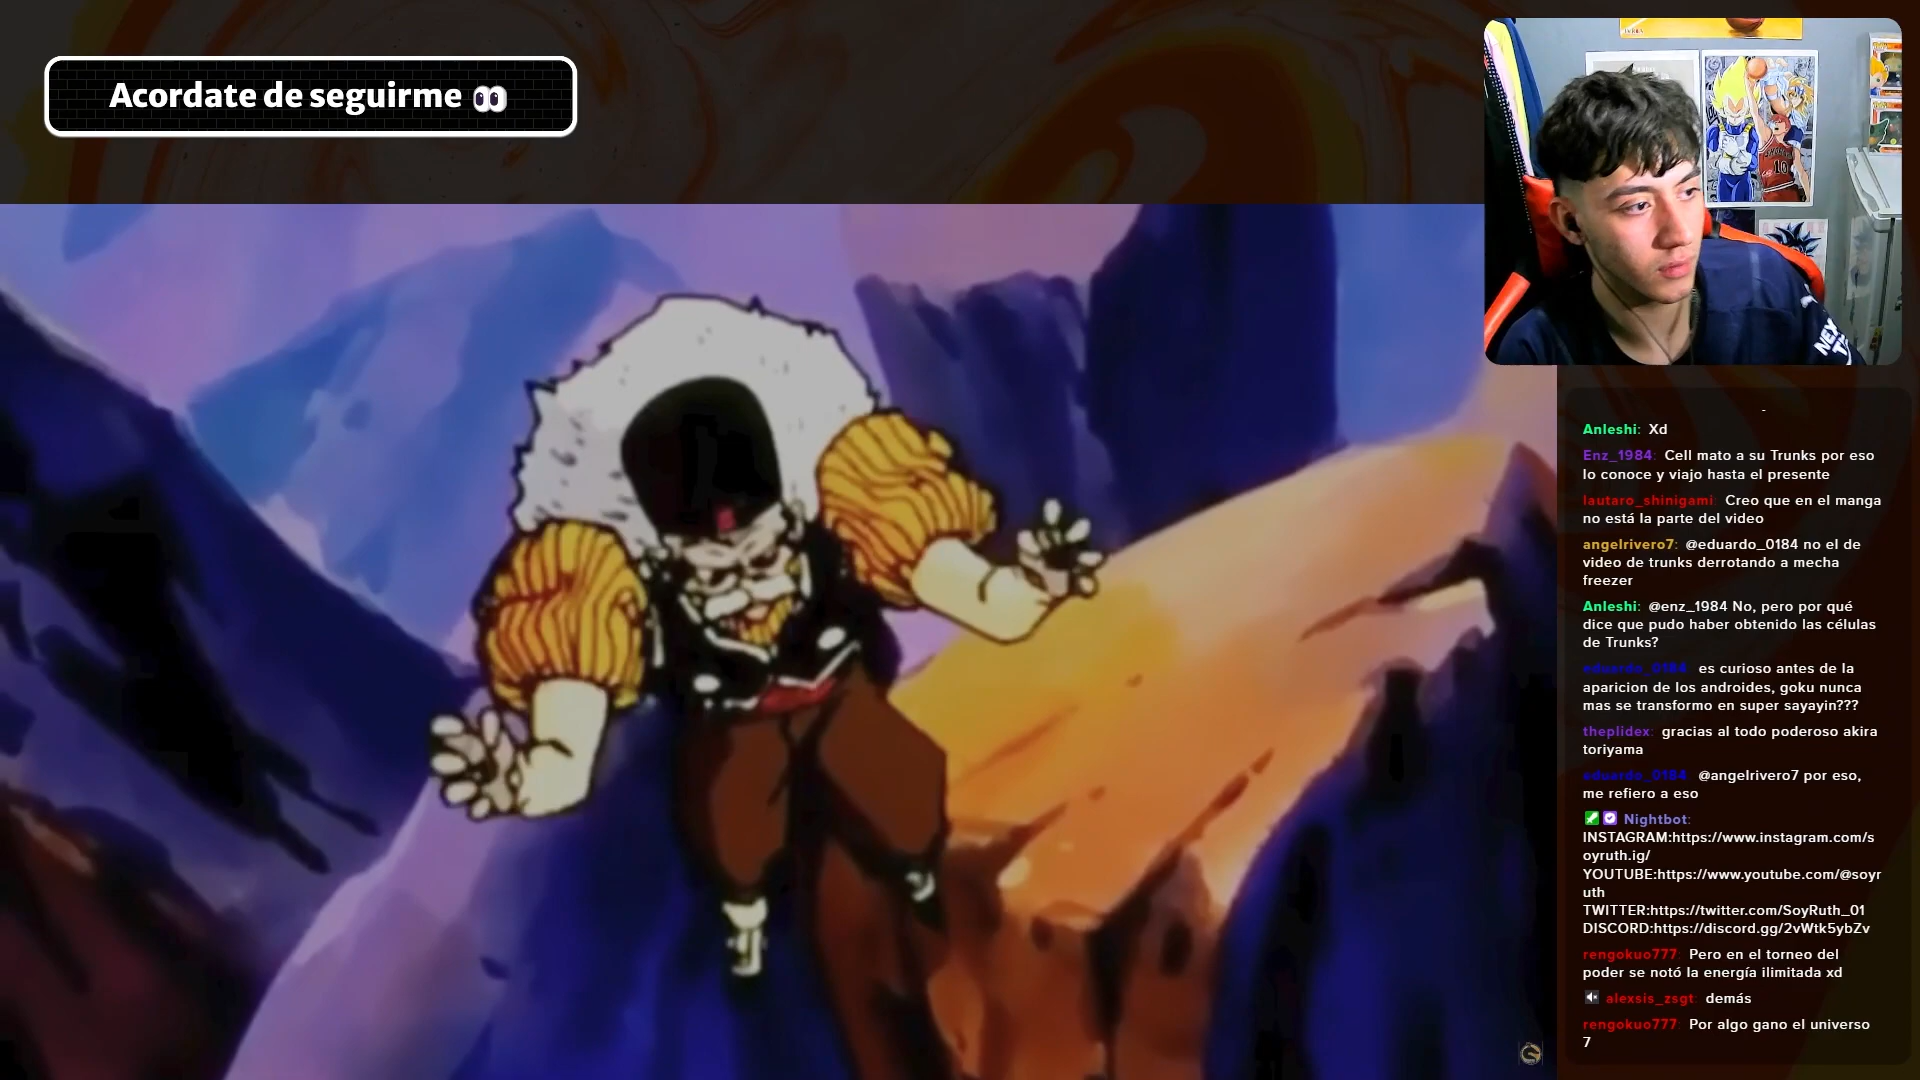 Acordate de seguirme 👀
10
NEX
T
-
Anleshi: Xd
Enz_1984: Cell mato a su Trunks por eso
lo conoce y viajo hasta el presente
lautaro_shinigami: Creo que en el manga
no está la parte del video
angelrivero7: @eduardo_0184 no el de
video de trunks derrotando a mecha
freezer
Anleshi: @enz_1984 No, pero por qué
dice que pudo haber obtenido las células
de Trunks?
eduardo_0184: es curioso antes de la
aparicion de los androides, goku nunca
mas se transformo en super sayayin???
theplidex: gracias al todo poderoso akira
toriyama
eduardo_0184: @angelrivero7 por eso,
me refiero a eso
Nightbot:
INSTAGRAM:https://www.instagram.com/s
oyruth.ig/
YOUTUBE:https://www.youtube.com/@soyr
uth
TWITTER:https://twitter.com/SoyRuth_01
DISCORD:https://discord.gg/2vWtk5ybZv
rengokuo777: Pero en el torneo del
poder se notó la energía ilimitada xd
alexsis_zsgt: demás
rengokuo777: Por algo gano el universo
7